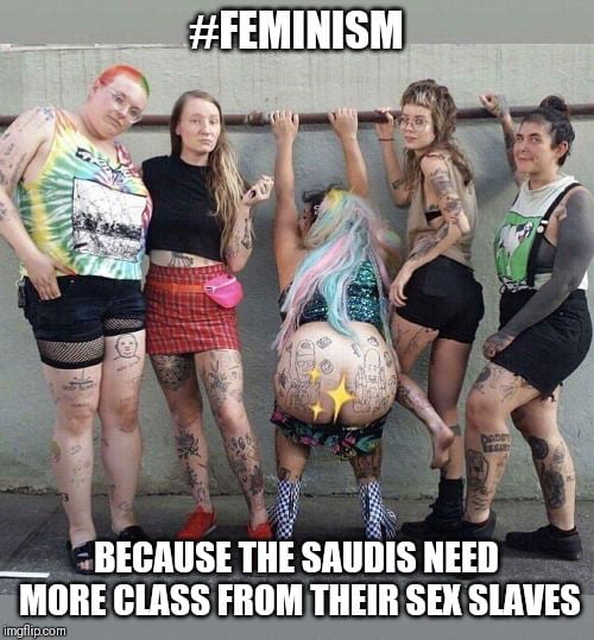 #FEMINISM
BECAUSE THE SAUDIS NEED
MORE CLASS FROM THEIR SEX SLAVES
imgflip.com